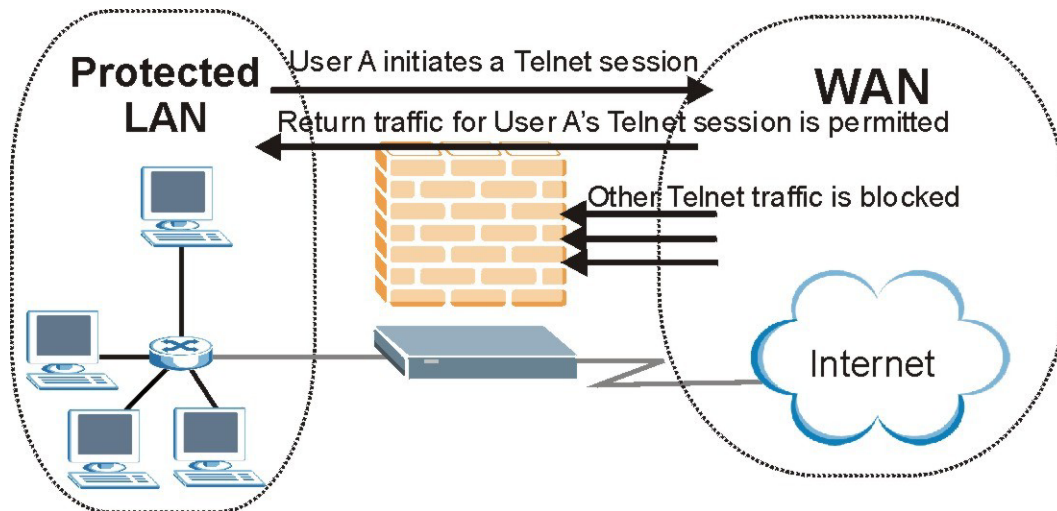 Protected
LAN
User A initiates a Telnet session
WAN
Return traffic for User A's Telnet session is permitted
Other Telnet traffic is blocked
Internet